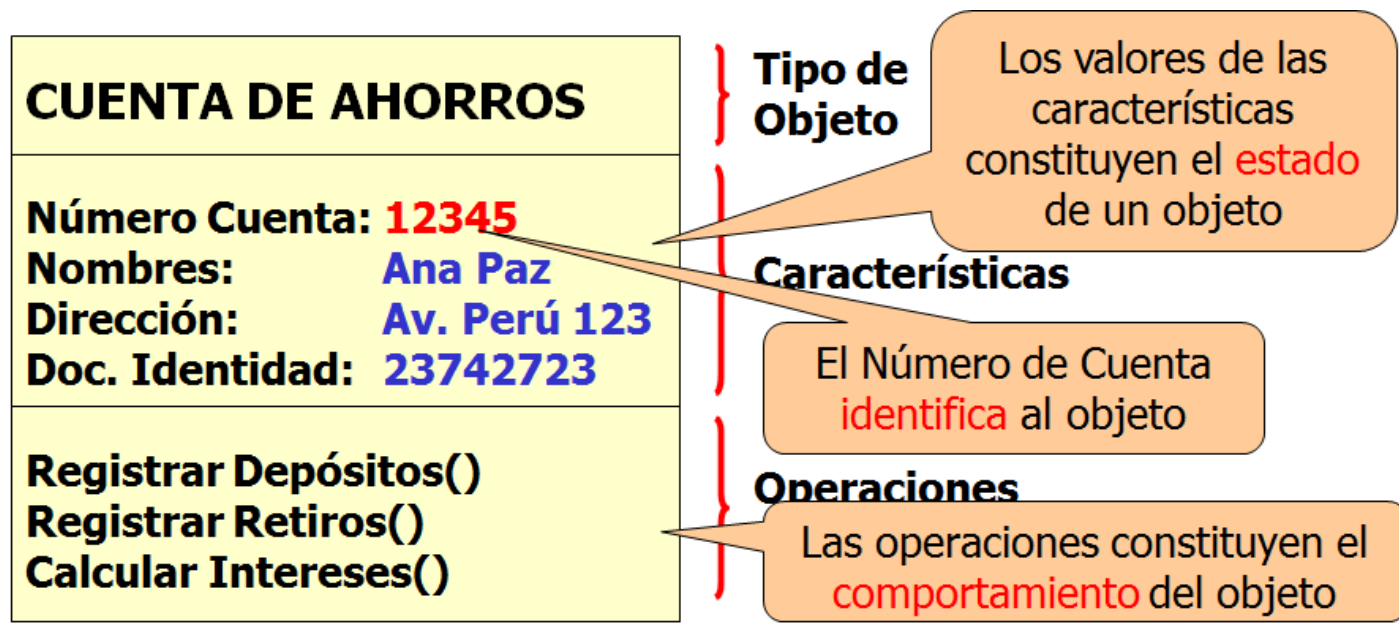 CUENTA DE AHORROS
Tipo de
Objeto
Los valores de las
características
constituyen el estado
de un objeto
Número Cuenta: 12345
Nombres: Ana Paz
Dirección: Av. Perú 123
Doc. Identidad: 23742723
Características
El Número de Cuenta
identifica al objeto
Registrar Depósitos()
Registrar Retiros()
Calcular Intereses()
Operaciones
Las operaciones constituyen el
comportamiento del objeto